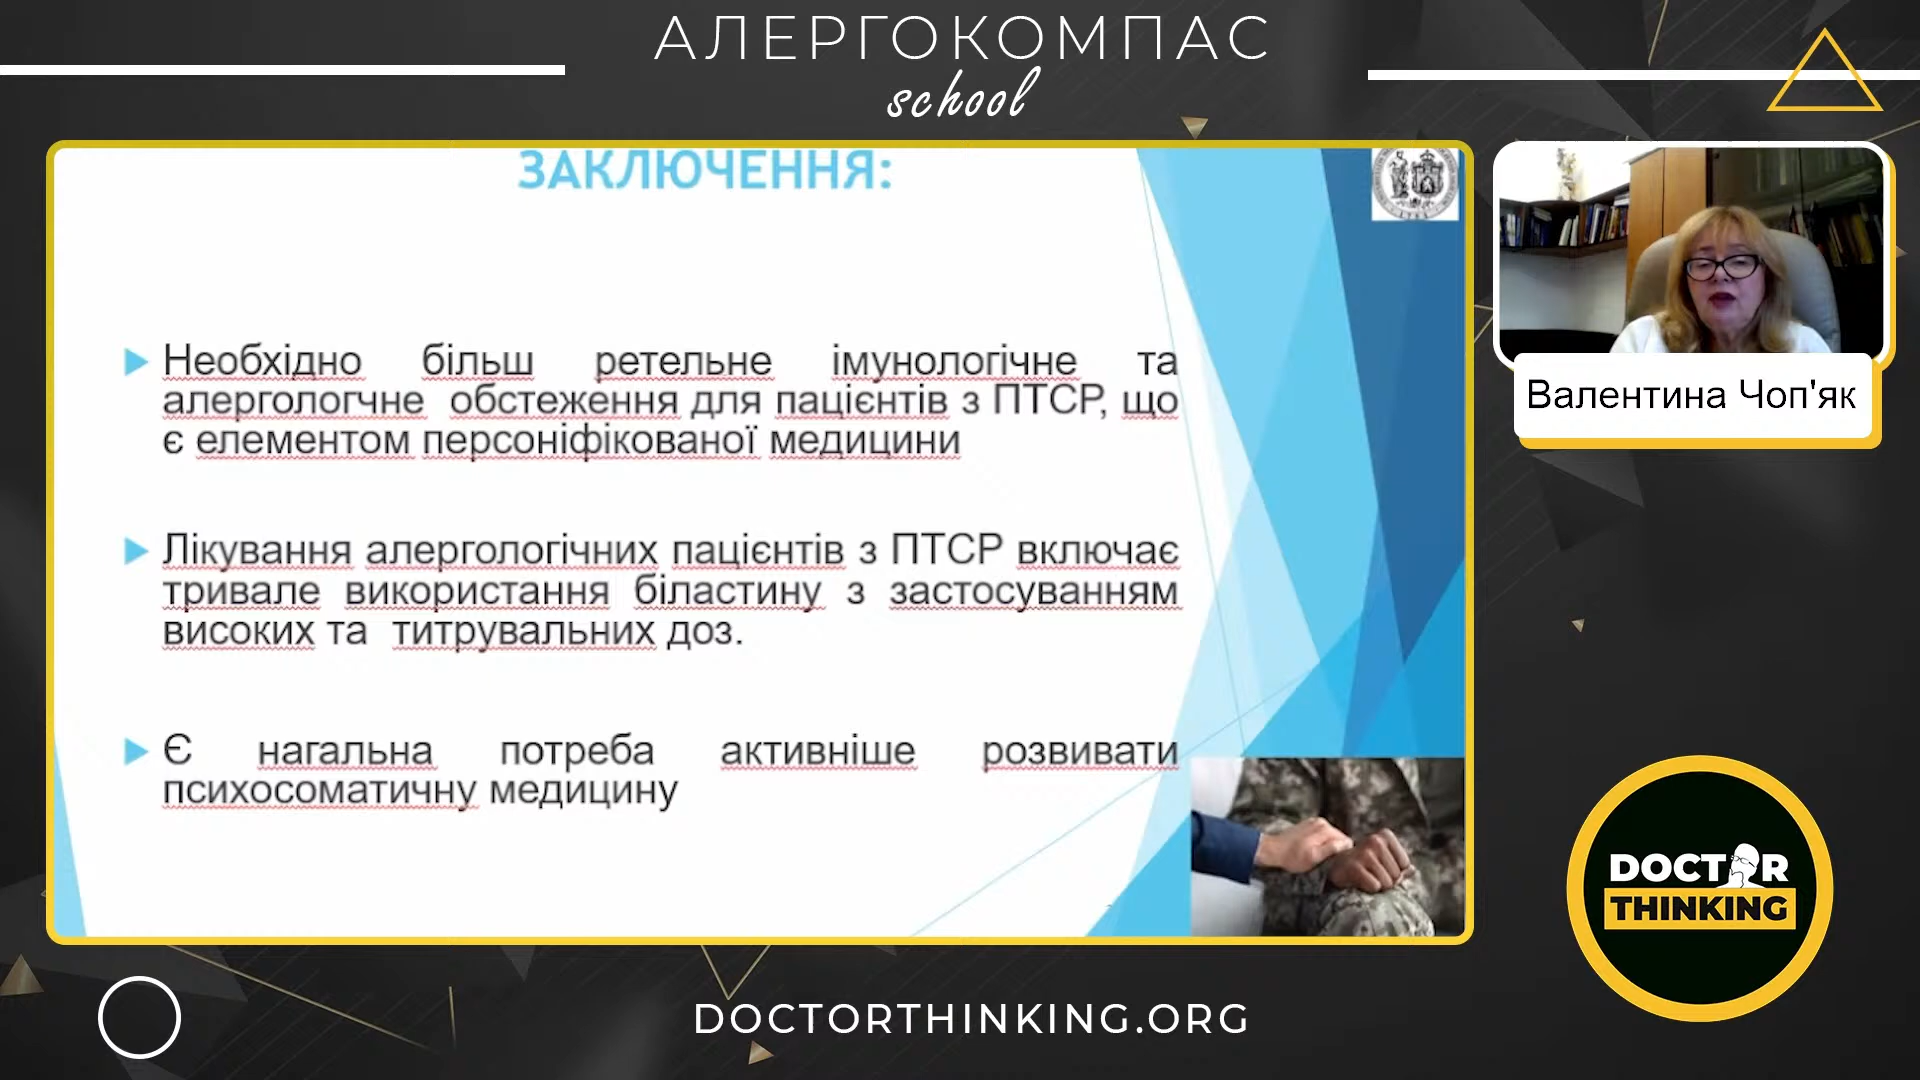 АЛЕРГОКОМПАС
school
ЗАКЛЮЧЕННЯ:
Необхідно більш ретельне імунологічне та
алергологчне обстеження для пацієнтів з ПТСР, що
є елементом персоніфікованої медицини
Лікування алергологічних пацієнтів з ПТСР включає
тривале використання біластину з застосуванням
високих та титрувальних доз.
Є нагальна потреба активніше розвивати
психосоматичну медицину
Валентина Чоп'як
DOCTOR
THINKING
DOCTORTHINKING.ORG